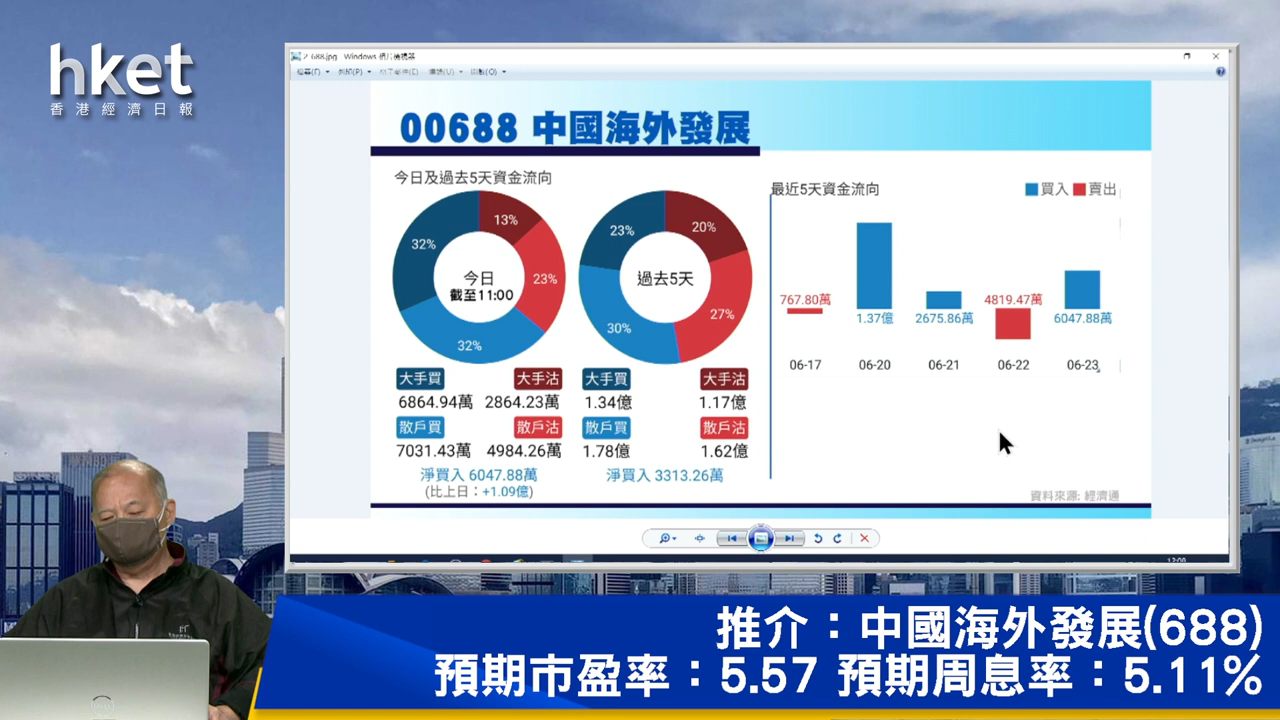 hket
香港經濟日報
2_688.jpg - Windows
00688 中國海外發展
今日及過去5天資金流向
最近5天資金流向
買入 賣出
13%
32%
23%
32%
今日
截至11:00
23%
20%
27%
30%
過去5天
767.80萬
1.37億
2675.86萬
4819.47萬
6047.88萬
06-17 06-20 06-21 06-22 06-23
大手買 大手沽
6864.94萬 2864.23萬
散戶買 散戶沽
7031.43萬 4984.26萬
淨買入 6047.88萬
(比上日：+1.09億)
大手買 大手沽
1.34億 1.17億
散戶買 散戶沽
1.78億 1.62億
淨買入 3313.26萬
資料來源: 經濟通
推介：中國海外發展(688)
預期市盈率：5.57 預期周息率：5.11%